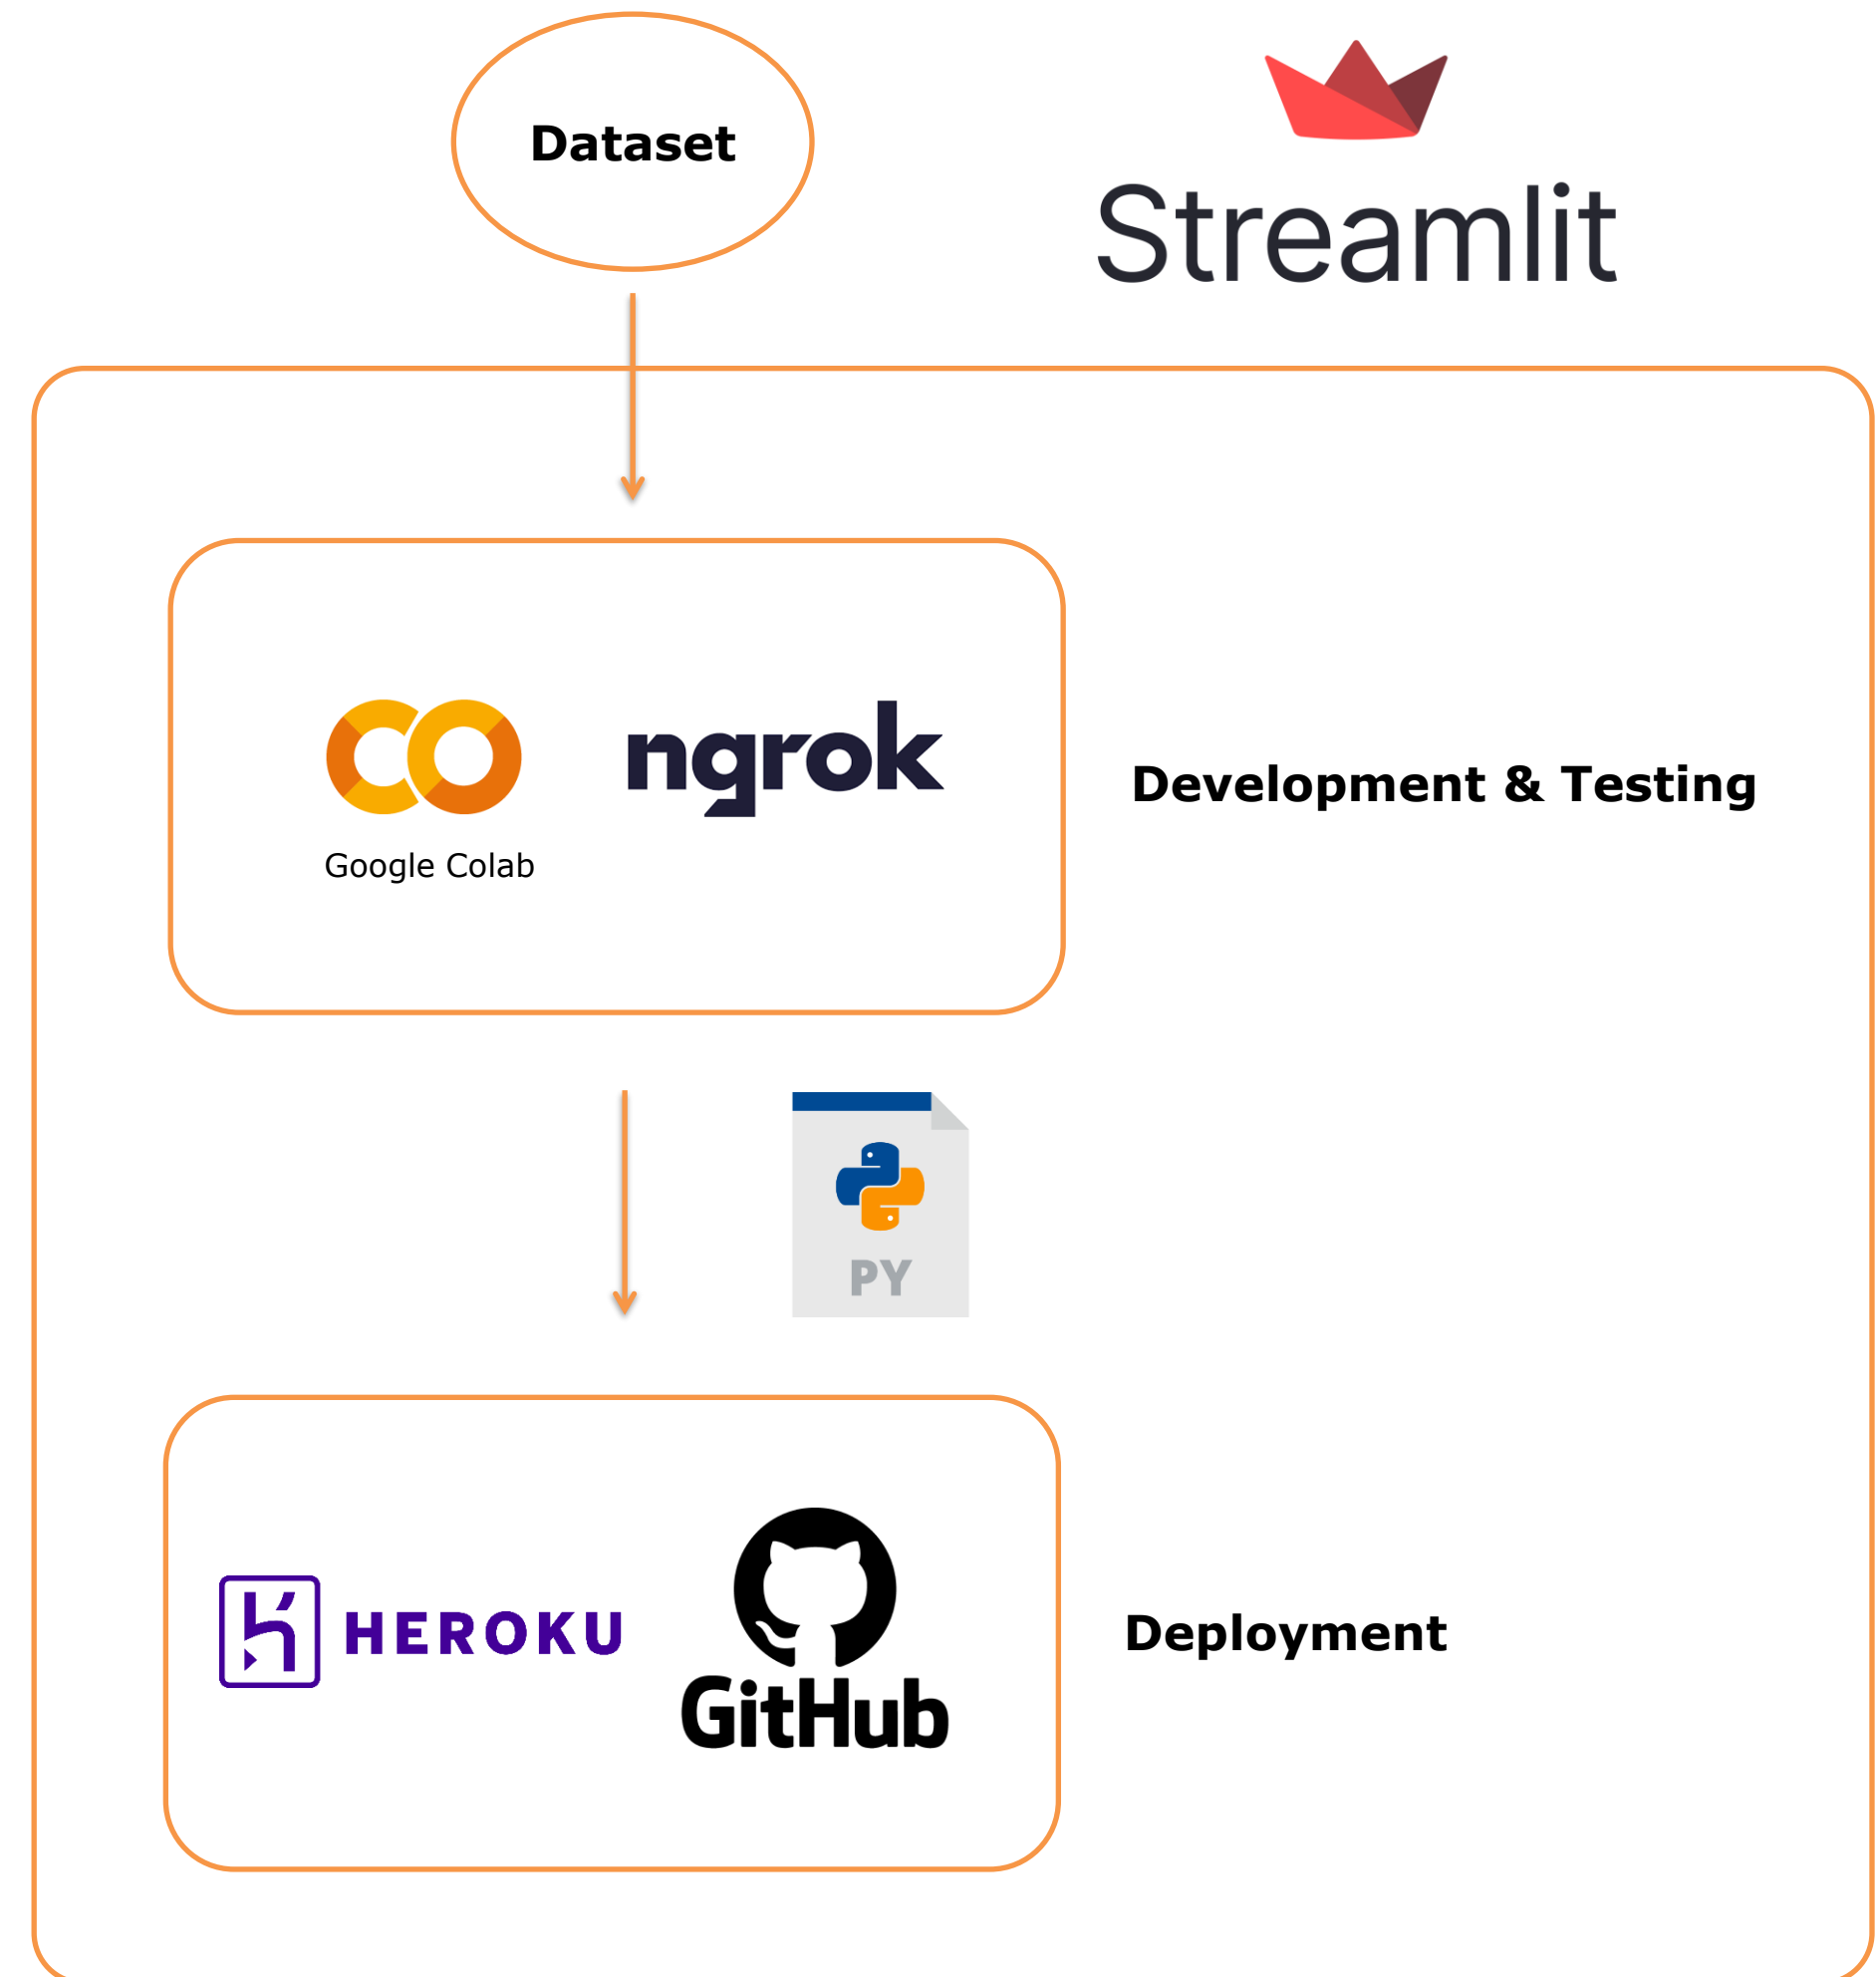 Dataset
Streamlit
ngrok
Google Colab
Development & Testing
PY
HEROKU
GitHub
Deployment